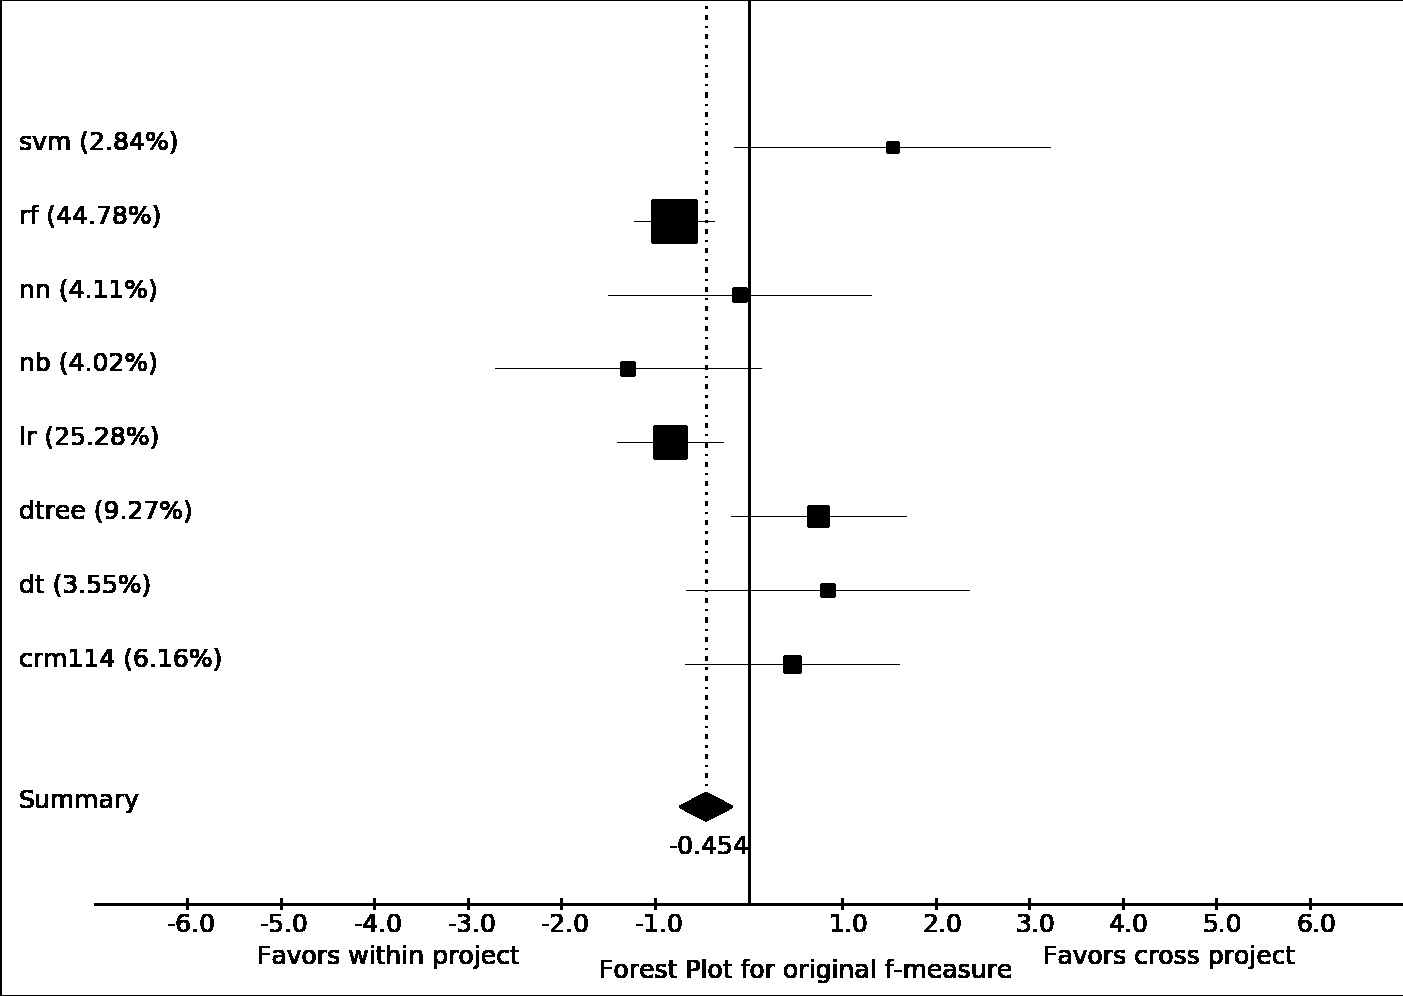 svm (2.84%)
rf (44.78%)
nn (4.11%)
nb (4.02%)
lr (25.28%)
dtree (9.27%)
dt (3.55%)
crm114 (6.16%)
Summary
-0.454
-6.0 -5.0 -4.0 -3.0 -2.0 -1.0 1.0 2.0 3.0 4.0 5.0 6.0
Favors within project Favors cross project
Forest Plot for original f-measure